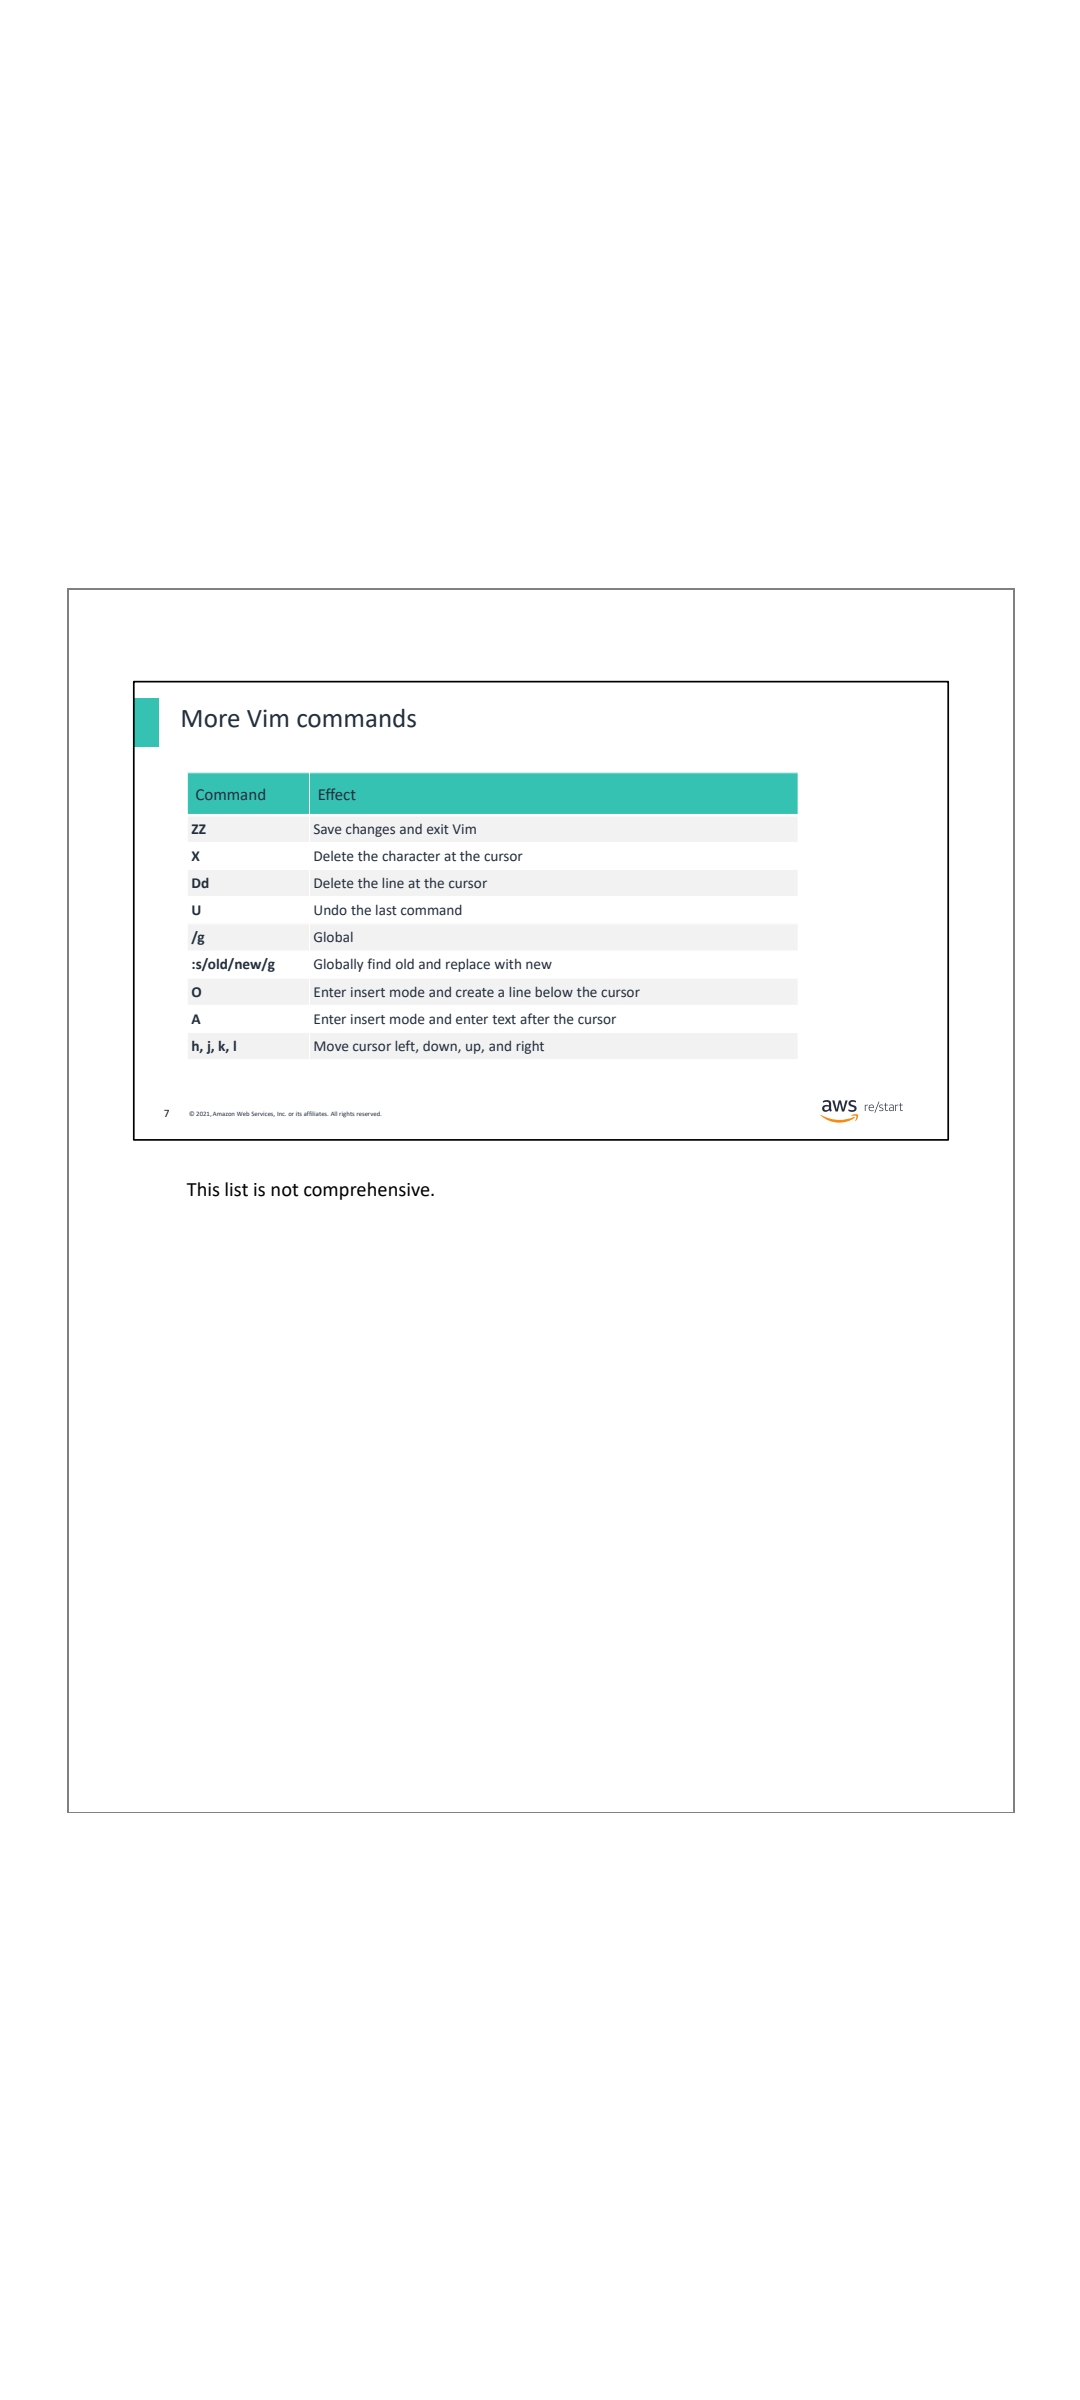 More Vim commands
Command Effect
ZZ Save changes and exit Vim
X Delete the character at the cursor
Dd Delete the line at the cursor
U Undo the last command
/g Global
:s/old/new/g Globally find old and replace with new
O Enter insert mode and create a line below the cursor
A Enter insert mode and enter text after the cursor
h, j, k, l Move cursor left, down, up, and right
7 © 2021, Amazon Web Services, Inc. or its affiliates. All rights reserved. aws re/start
This list is not comprehensive.